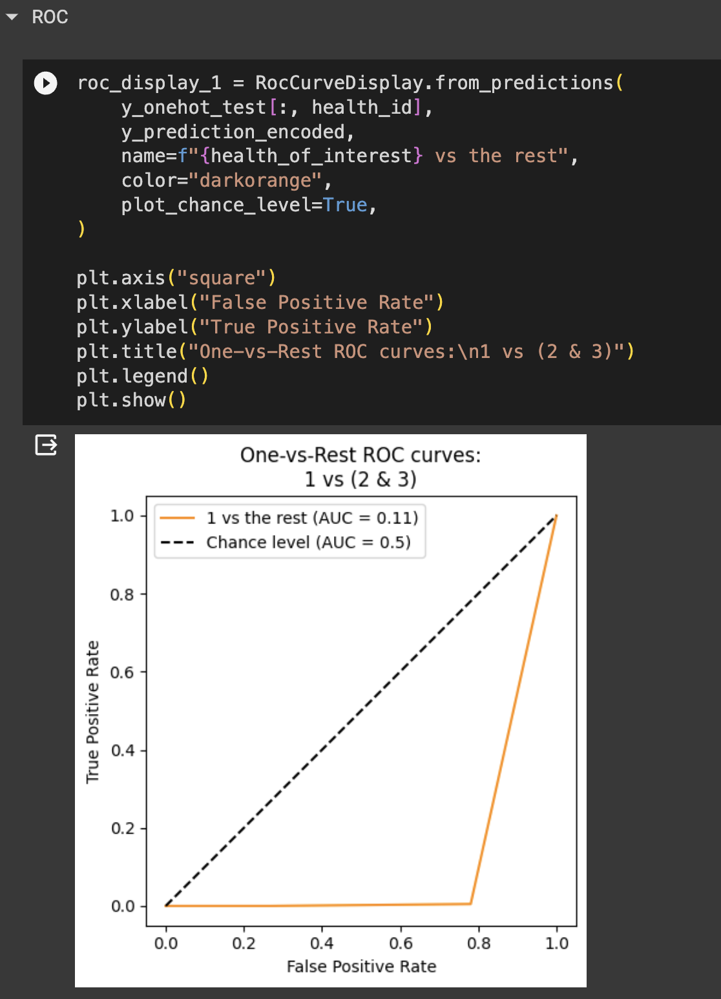 ROC
roc_display_1 = RocCurveDisplay.from_predictions(
    y_onehot_test[:, health_id],
    y_prediction_encoded,
    name=f"{health_of_interest} vs the rest",
    color="darkorange",
    plot_chance_level=True,
)
plt.axis("square")
plt.xlabel("False Positive Rate")
plt.ylabel("True Positive Rate")
plt.title("One-vs-Rest ROC curves:\n1 vs (2 & 3)")
plt.legend()
plt.show()
One-vs-Rest ROC curves:
1 vs (2 & 3)
1 vs the rest (AUC = 0.11)
Chance level (AUC = 0.5)
True Positive Rate
1.0
0.8
0.6
0.4
0.2
0.0
0.0 0.2 0.4 0.6 0.8 1.0
False Positive Rate